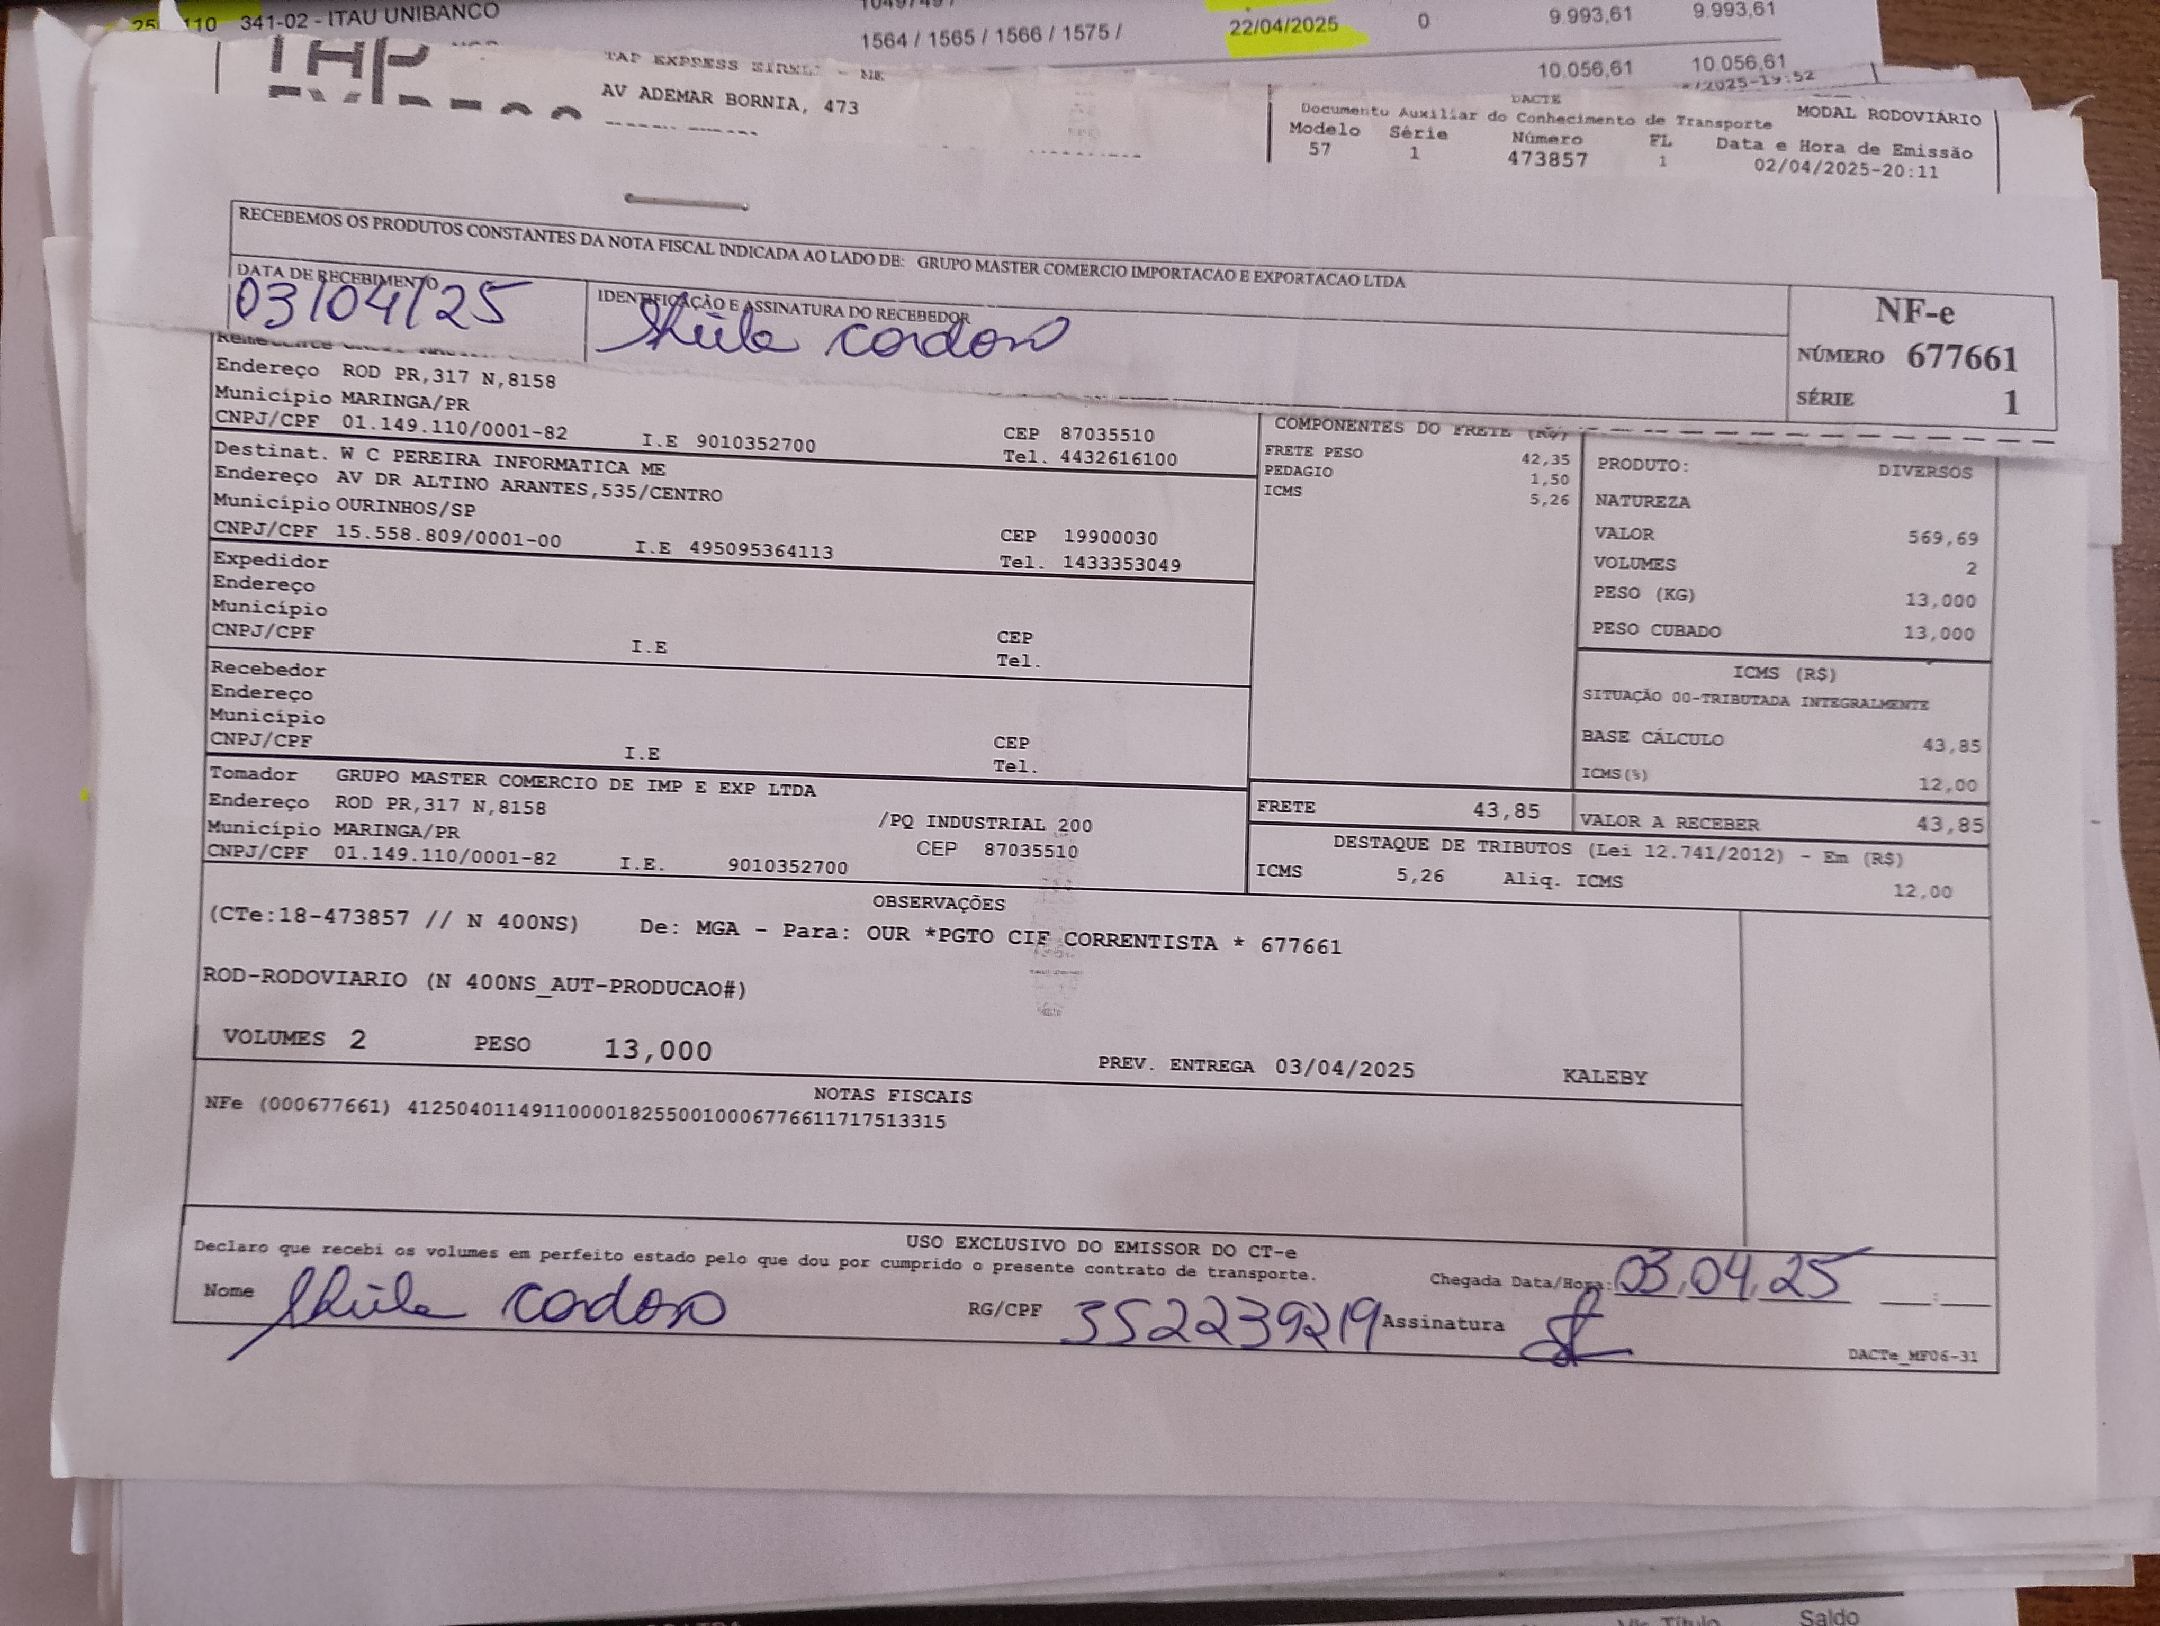 110 341-02 - ITAU UNIBANCO
1564 / 1565 / 1566 / 1575 / 22/04/2025 0 9.993,61 9.993,61
10.056,61 10.056,61
TAP EXPRESS EIRELI - ME
AV ADEMAR BORNIA, 473
DACTE
Documento Auxiliar do Conhecimento de Transporte MODAL RODOVIÁRIO
Modelo Série Número FL Data e Hora de Emissão
57 1 473857 1 02/04/2025-20:11
RECEBEMOS OS PRODUTOS CONSTANTES DA NOTA FISCAL INDICADA AO LADO DE: GRUPO MASTER COMERCIO IMPORTACAO E EXPORTACAO LTDA
DATA DE RECEBIMENTO
03/04/25
IDENTIFICAÇÃO E ASSINATURA DO RECEBEDOR
Sheila Cardoso
NF-e
NÚMERO 677661
SÉRIE 1
Endereço ROD PR,317 N,8158
Município MARINGA/PR
CNPJ/CPF 01.149.110/0001-82 I.E 9010352700
CEP 87035510
Tel. 4432616100
Destinat. W C PEREIRA INFORMATICA ME
Endereço AV DR ALTINO ARANTES,535/CENTRO
Município OURINHOS/SP
CNPJ/CPF 15.558.809/0001-00 I.E 495095364113
CEP 19900030
Tel. 1433353049
Expedidor
Endereço
Município
CNPJ/CPF I.E
CEP
Tel.
Recebedor
Endereço
Município
CNPJ/CPF I.E
CEP
Tel.
Tomador GRUPO MASTER COMERCIO DE IMP E EXP LTDA
Endereço ROD PR,317 N,8158 /PQ INDUSTRIAL 200
Município MARINGA/PR CEP 87035510
CNPJ/CPF 01.149.110/0001-82 I.E. 9010352700
COMPONENTES DO FRETE (R$)
FRETE PESO 42,35
PEDAGIO 1,50
ICMS 5,26
PRODUTO: DIVERSOS
NATUREZA
VALOR 569,69
VOLUMES 2
PESO (KG) 13,000
PESO CUBADO 13,000
ICMS (R$)
SITUAÇÃO 00-TRIBUTADA INTEGRALMENTE
BASE CÁLCULO 43,85
ICMS(%) 12,00
FRETE 43,85 VALOR A RECEBER 43,85
DESTAQUE DE TRIBUTOS (Lei 12.741/2012) - Em (R$)
ICMS 5,26 Aliq. ICMS 12,00
OBSERVAÇÕES
(CTe:18-473857 // N 400NS) De: MGA - Para: OUR *PGTO CIF CORRENTISTA * 677661
ROD-RODOVIARIO (N 400NS_AUT-PRODUCAO#)
VOLUMES 2 PESO 13,000 PREV. ENTREGA 03/04/2025 KALEBY
NOTAS FISCAIS
NFe (000677661) 41250401149110000182550010006776611717513315
USO EXCLUSIVO DO EMISSOR DO CT-e
Declaro que recebi os volumes em perfeito estado pelo que dou por cumprido o presente contrato de transporte.
Chegada Data/Hora: 03.04.25 __:__
Nome Sheila Cardoso RG/CPF 352239219 Assinatura
DACTe_MF06-31
Saldo